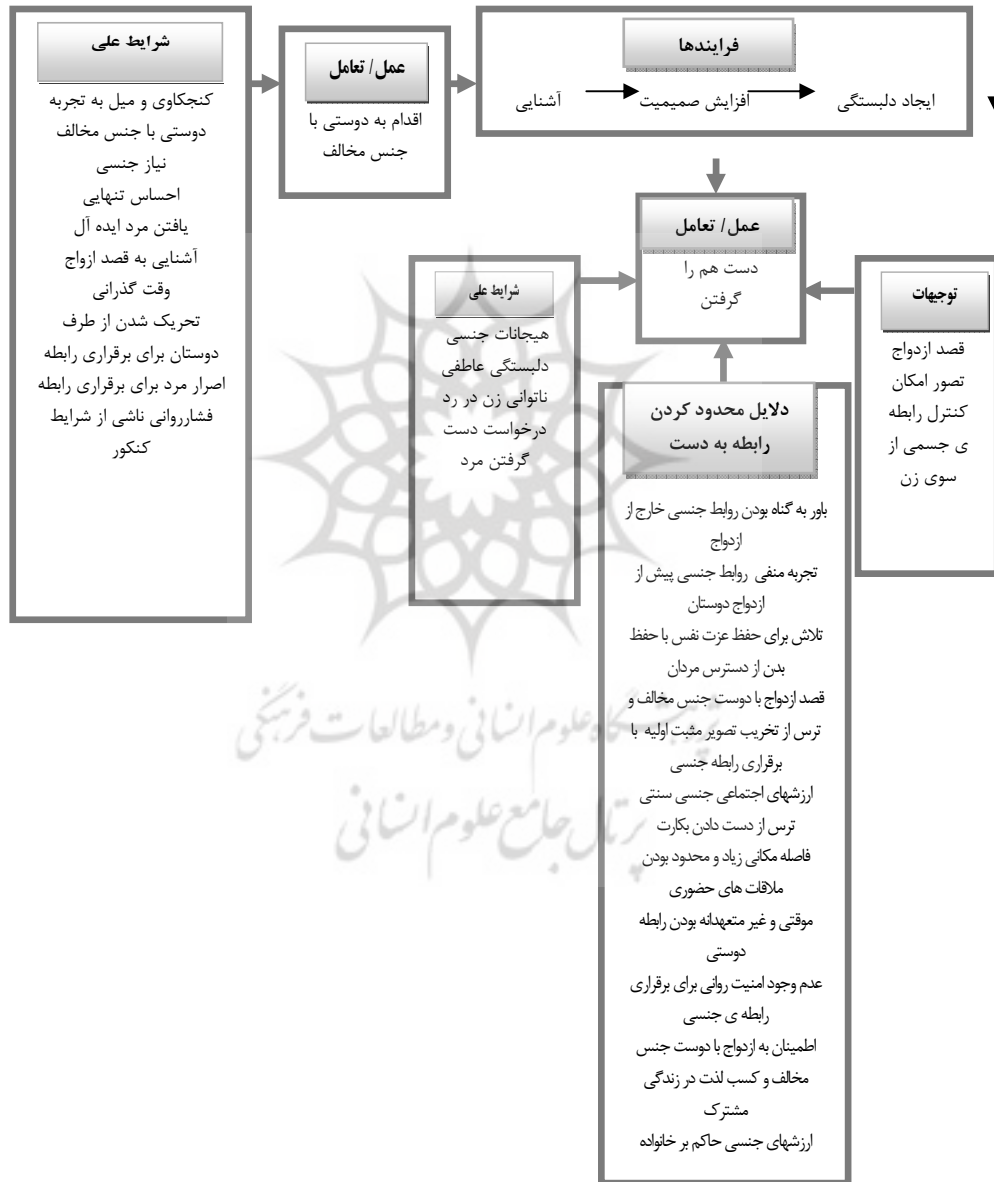 شرایط علی
کنجکاوی و میل به تجربه
دوستی با جنس مخالف
نیاز جنسی
احساس تنهایی
یافتن مرد ایده آل
آشنایی به قصد ازواج
وقت گذرانی
تحریک شدن از طرف
دوستان برای برقراری رابطه
اصرار مرد برای برقراری رابطه
فشارروانی ناشی از شرایط
کنکور
عمل/ تعامل
اقدام به دوستی با
جنس مخالف
فرایندها
آشنایی افزایش صمیمیت ایجاد دلبستگی
عمل/ تعامل
دست هم را
گرفتن
شرایط علی
هیجانات جنسی
دلبستگی عاطفی
ناتوانی زن در رد
درخواست دست
گرفتن مرد
توجیهات
قصد ازدواج
تصور امکان
کنترل رابطه
ی جسمی از
سوی زن
دلایل محدود کردن
رابطه به دست
باور به گناه بودن روابط جنسی خارج از
ازدواج
تجربه منفی روابط جنسی پیش از
ازدواج دوستان
تلاش برای حفظ عزت نفس با حفظ
بدن از دسترس مردان
قصد ازدواج با دوست جنس مخالف و
ترس از تخریب تصویر مثبت اولیه با
برقراری رابطه جنسی
ارزشهای اجتماعی جنسی سنتی
ترس از دست دادن بکارت
فاصله مکانی زیاد و محدود بودن
ملاقات های حضوری
موقتی و غیر متعهدانه بودن رابطه
دوستی
عدم وجود امنیت روانی برای برقراری
رابطه ی جنسی
اطمینان به ازدواج با دوست جنس
مخالف و کسب لذت در زندگی
مشترک
ارزشهای جنسی حاکم بر خانواده
پژوهشگاه علوم انسانی و مطالعات فرهنگی
پرتال جامع علوم انسانی